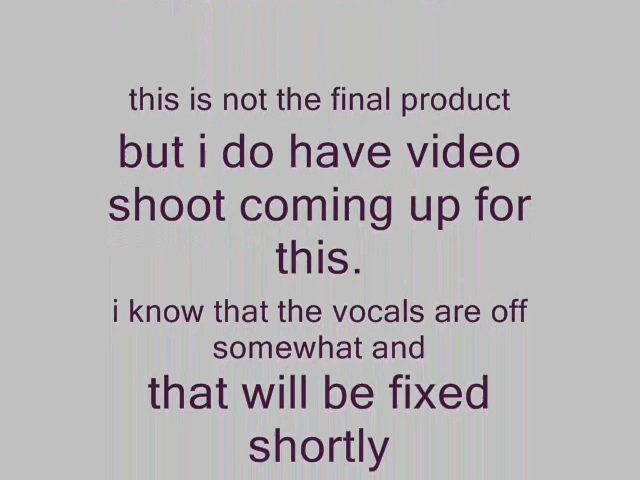 this is not the final product
but i do have video
shoot coming up for
this.
i know that the vocals are off
somewhat and
that will be fixed
shortly